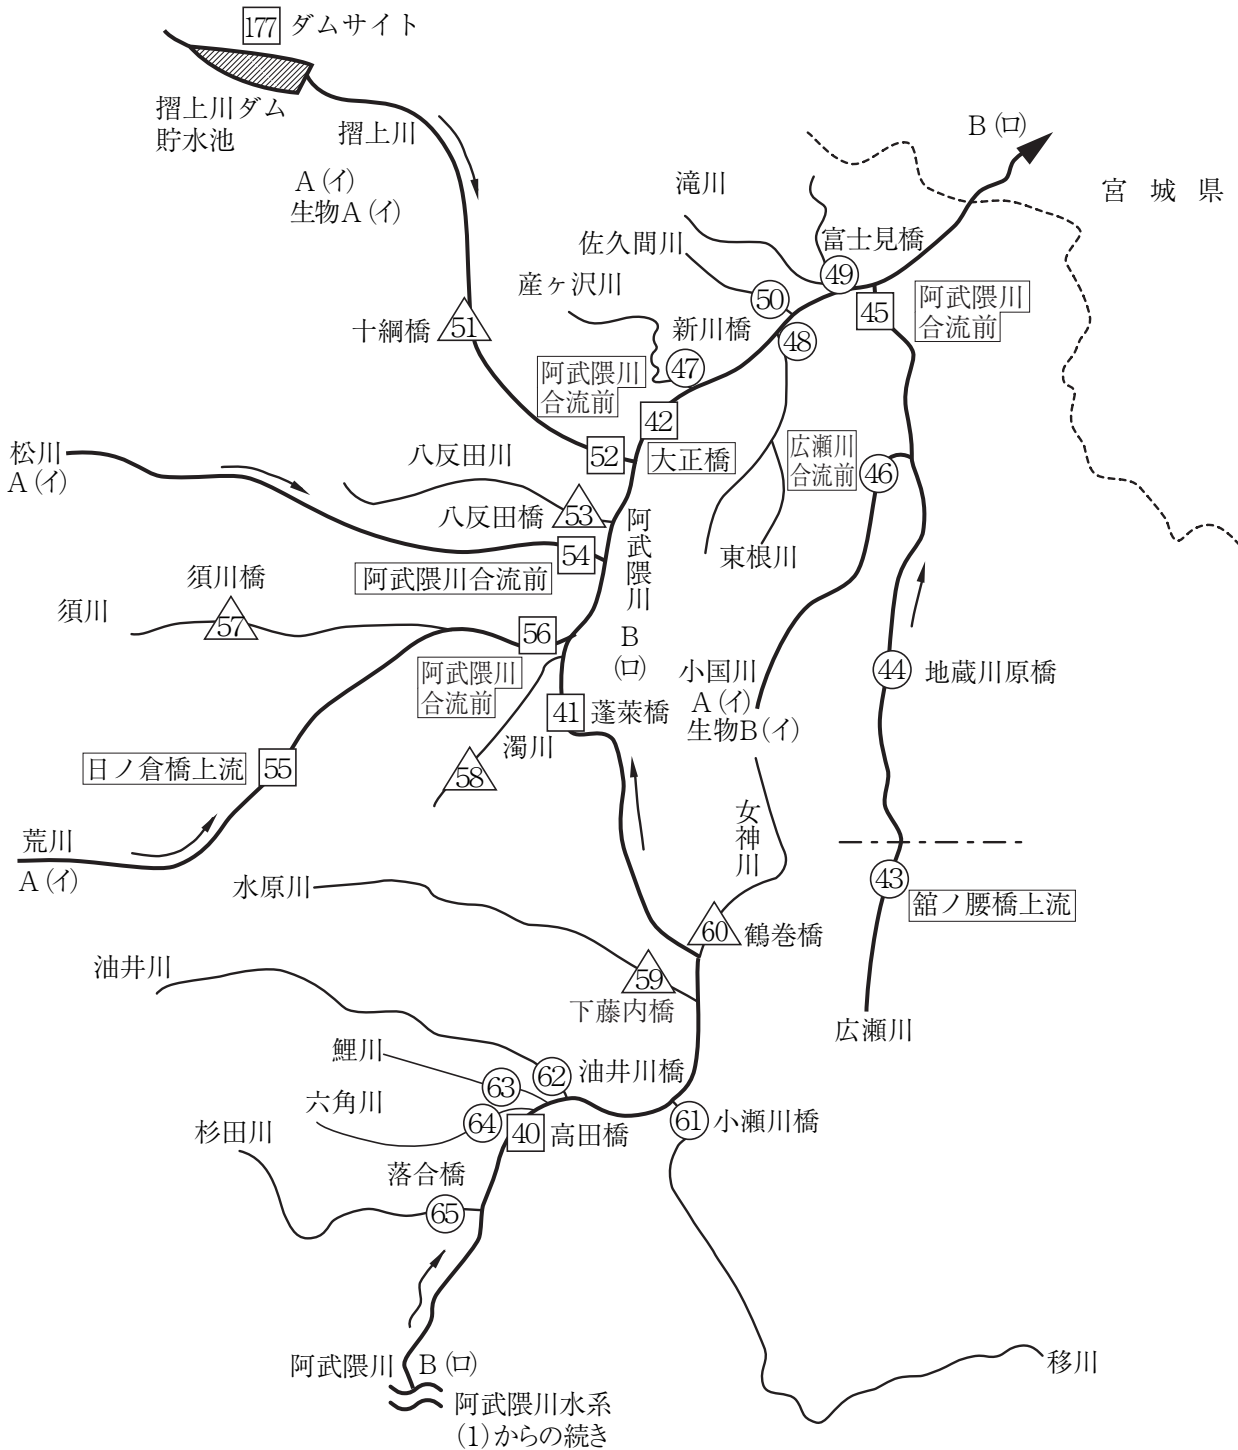 177 ダムサイト
摺上川ダム
貯水池
摺上川
A(イ)
生物A(イ)
B(ロ)
宮城県
滝川
佐久間川
富士見橋
産ヶ沢川
49
50
阿武隈川
合流前
45
十綱橋
51
新川橋
48
阿武隈川
合流前
47
42
大正橋
52
松川
A(イ)
八反田川
広瀬川
合流前
46
八反田橋
53
阿武隈川
B
(ロ)
東根川
54
阿武隈川合流前
須川橋
須川
57
56
阿武隈川
合流前
小国川
A(イ)
生物B(イ)
44
地蔵川原橋
41
蓬萊橋
濁川
58
日ノ倉橋上流
55
荒川
A(イ)
女神川
43
舘ノ腰橋上流
水原川
60
鶴巻橋
油井川
59
下藤内橋
広瀬川
鯉川
63
62
油井川橋
六角川
64
40
高田橋
61
小瀬川橋
杉田川
落合橋
65
移川
阿武隈川
B(ロ)
阿武隈川水系
(1)からの続き